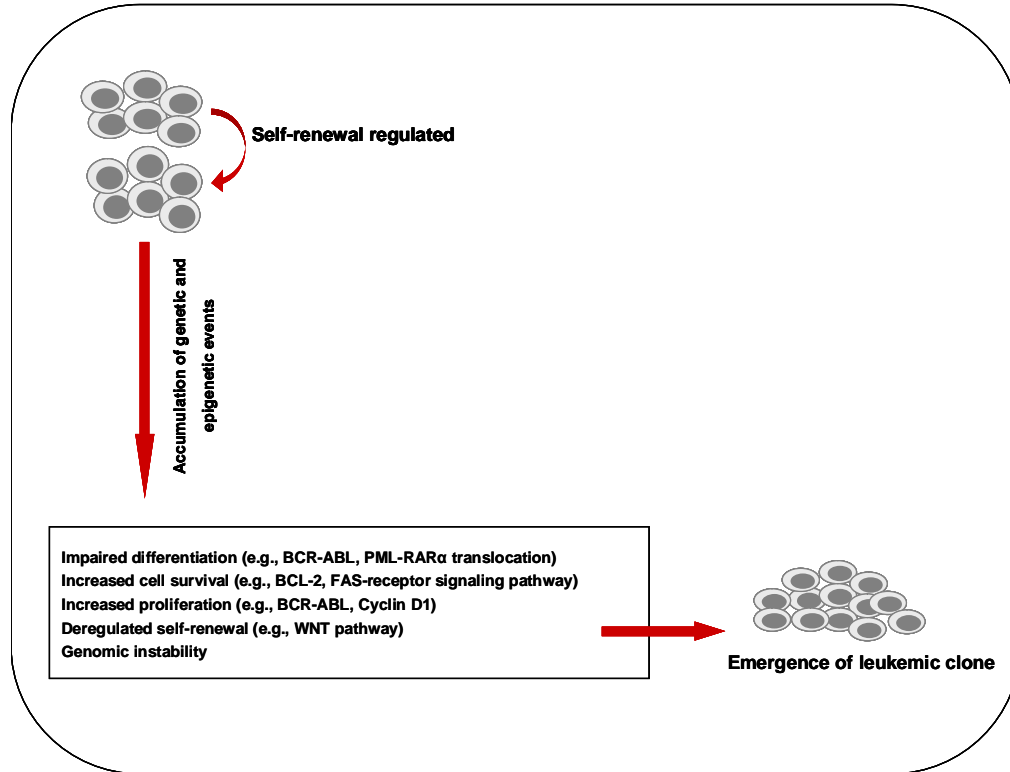 Self-renewal regulated
Accumulation of genetic and
epigenetic events
Impaired differentiation (e.g., BCR-ABL, PML-RARα translocation)
Increased cell survival (e.g., BCL-2, FAS-receptor signaling pathway)
Increased proliferation (e.g., BCR-ABL, Cyclin D1)
Deregulated self-renewal (e.g., WNT pathway)
Genomic instability
Emergence of leukemic clone